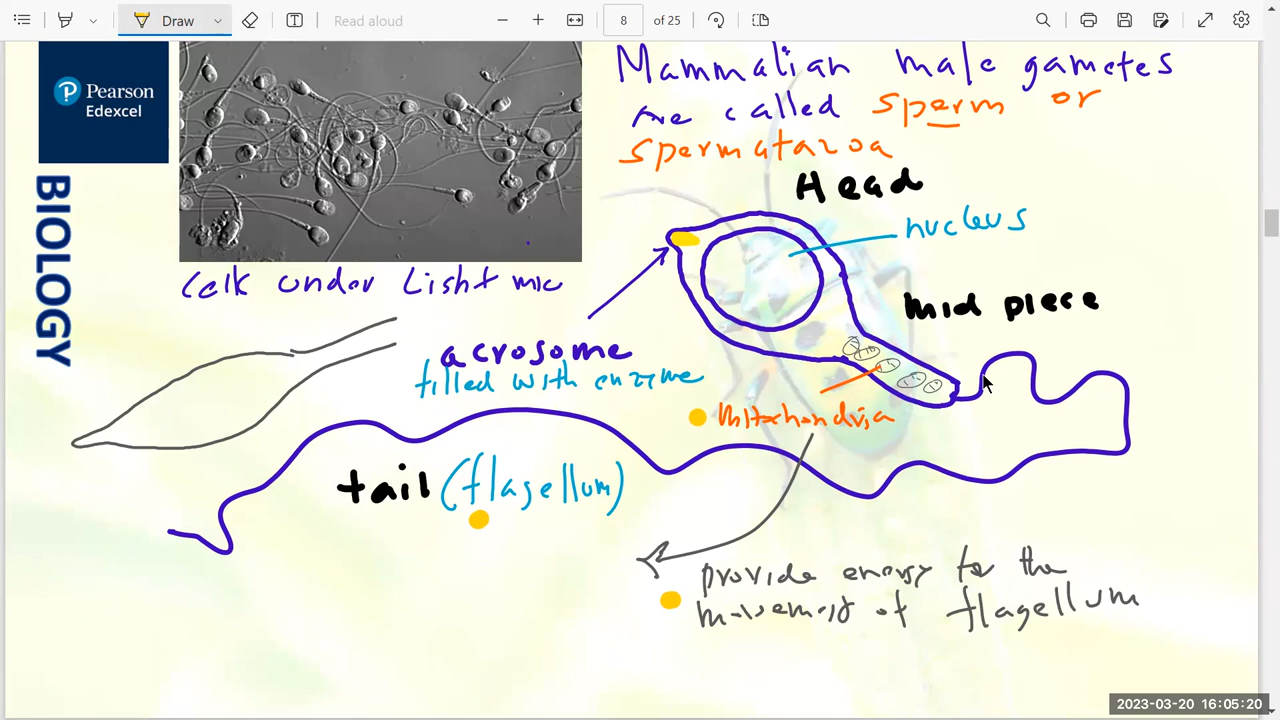 Draw
Read aloud
8
of 25
Pearson
Edexcel
BIOLOGY
Mammalian male gametes
are called sperm or
spermatazoa
Head
nucleus
Cells under Light mic
mid piece
acrosome
filled with enzyme
mitochondria
tail (flagellum)
provide energy for the
movement of flagellum
2023-03-20 16:05:20